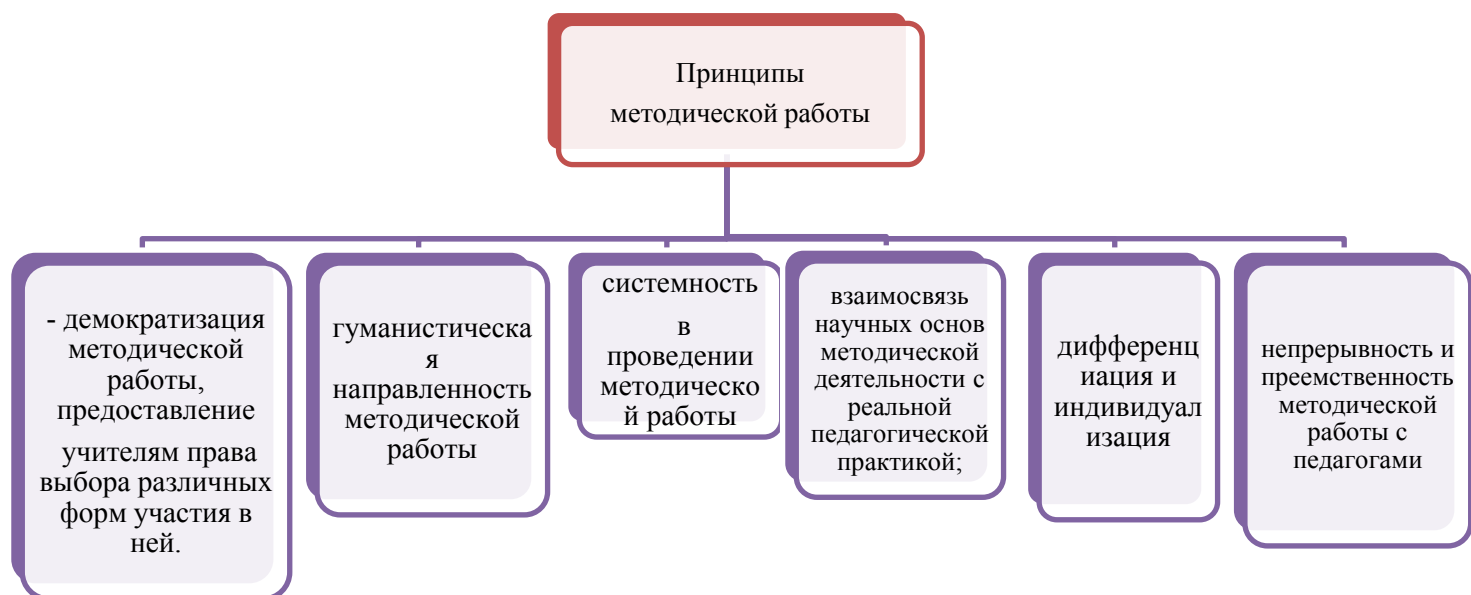 Принципы
методической работы
- демократизация
методической
работы,
предоставление
учителям права
выбора различных
форм участия в
ней.
гуманистическа
я
направленность
методической
работы
системность
в
проведении
методическо
й работы
взаимосвязь
научных основ
методической
деятельности с
реальной
педагогической
практикой;
дифференц
иация и
индивидуал
изация
непрерывность и
преемственность
методической
работы с
педагогами